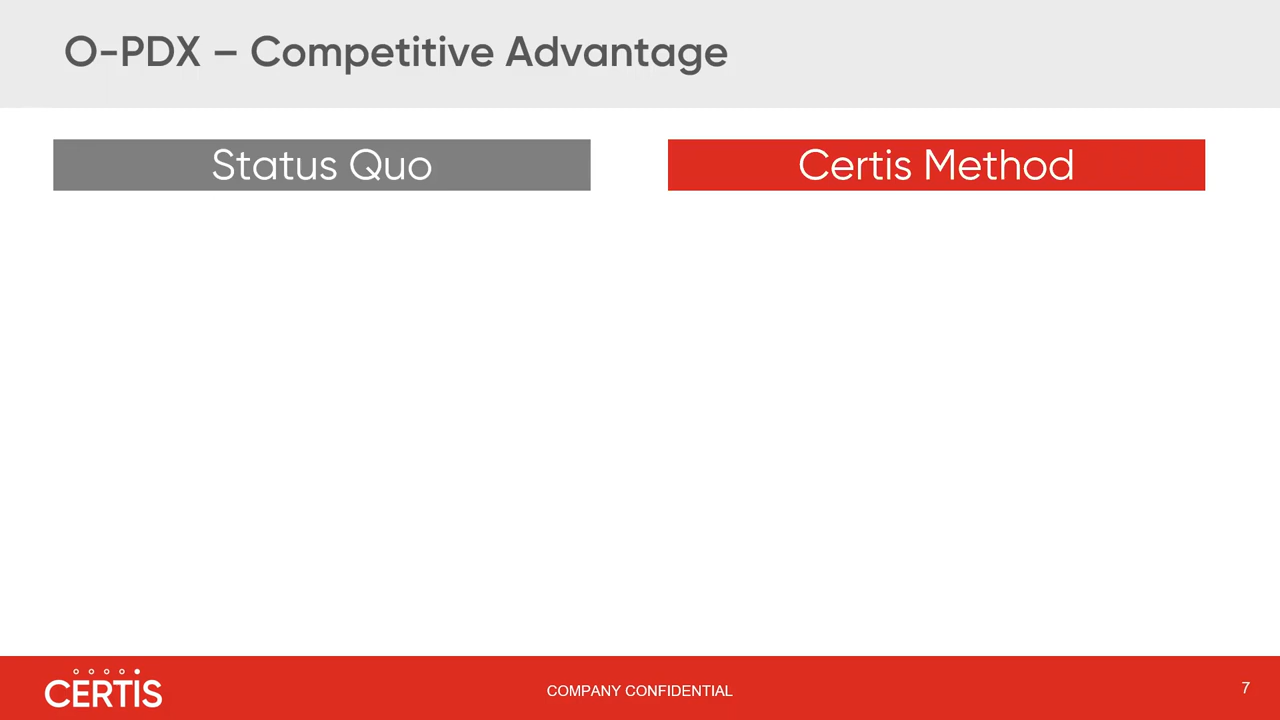 O-PDX – Competitive Advantage
Status Quo
Certis Method
CERTIS
COMPANY CONFIDENTIAL
7